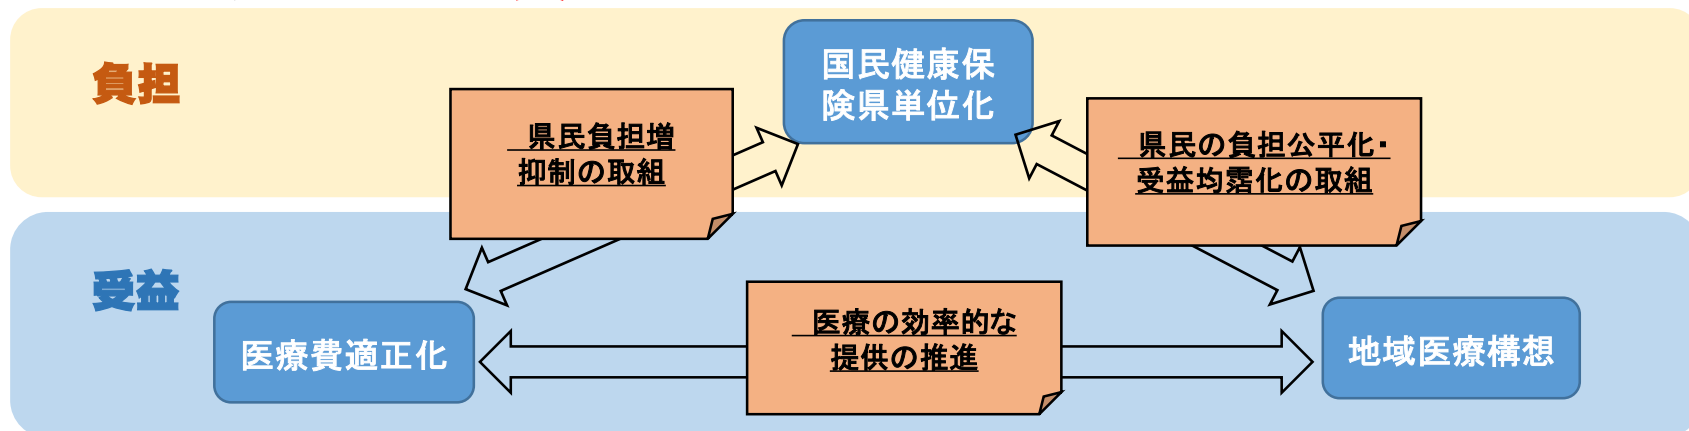 負担
国民健康保
険県単位化
県民負担増
抑制の取組
県民の負担公平化・
受益均霑化の取組
受益
医療費適正化
医療の効率的な
提供の推進
地域医療構想